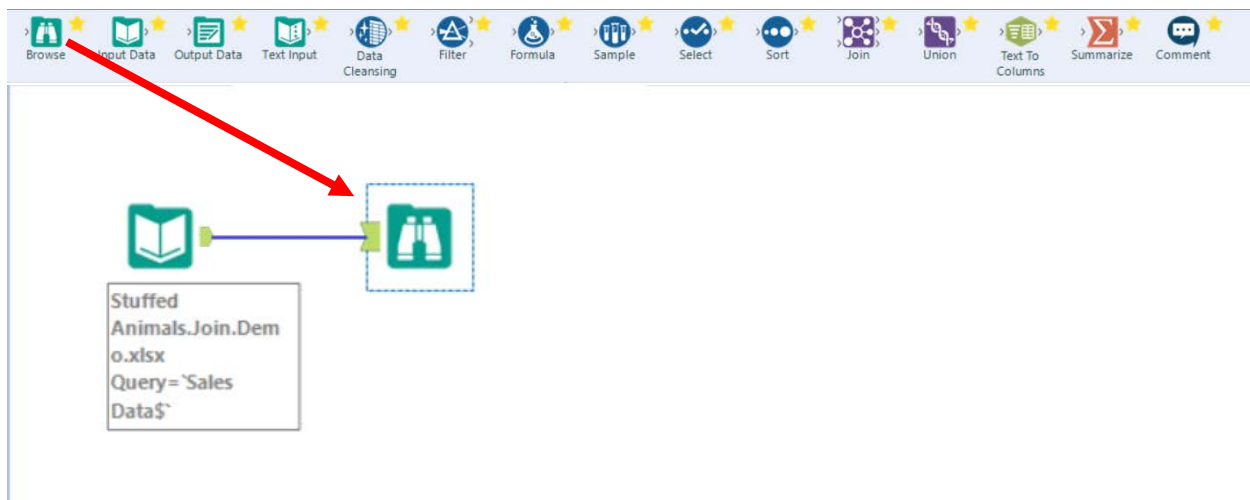 Browse
Input Data
Output Data
Text Input
Data
Cleansing
Filter
Formula
Sample
Select
Sort
Join
Union
Text To
Columns
Summarize
Comment
Stuffed
Animals.Join.Dem
o.xlsx
Query=`Sales
Data$`